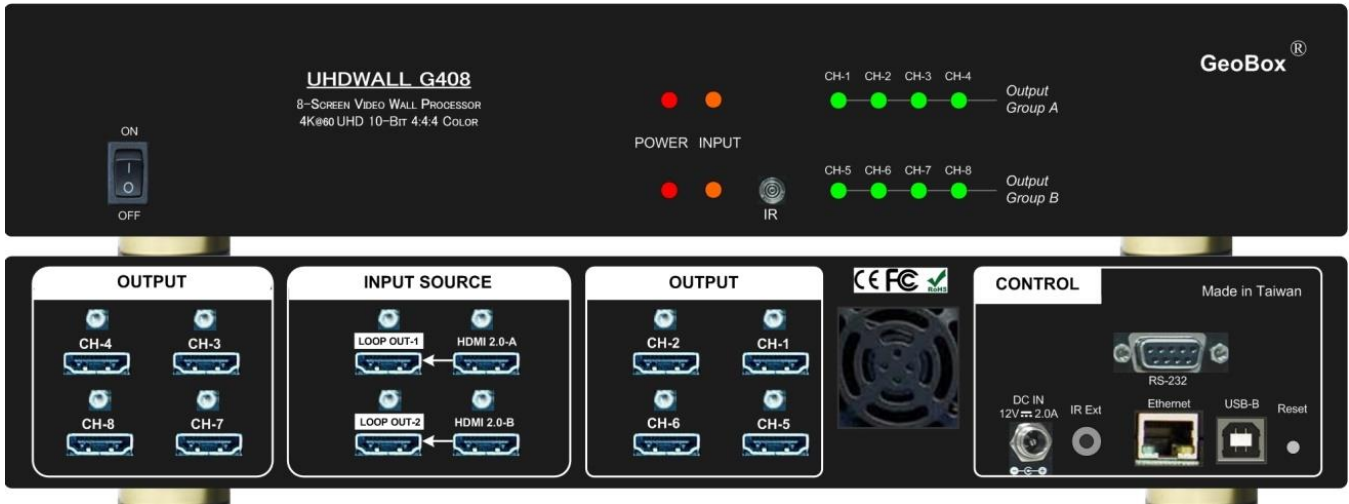 UHDWALL G408
8-Screen Video Wall Processor
4K@60 UHD 10-Bit 4:4:4 Color
GeoBox ®
ON
OFF
POWER INPUT
IR
CH-1 CH-2 CH-3 CH-4
Output
Group A
CH-5 CH-6 CH-7 CH-8
Output
Group B
OUTPUT
CH-4 CH-3
CH-8 CH-7
INPUT SOURCE
LOOP OUT-1 HDMI 2.0-A
LOOP OUT-2 HDMI 2.0-B
OUTPUT
CH-2 CH-1
CH-6 CH-5
CE FC RoHS
CONTROL
Made in Taiwan
RS-232
DC IN
12V 2.0A
IR Ext
Ethernet
USB-B
Reset